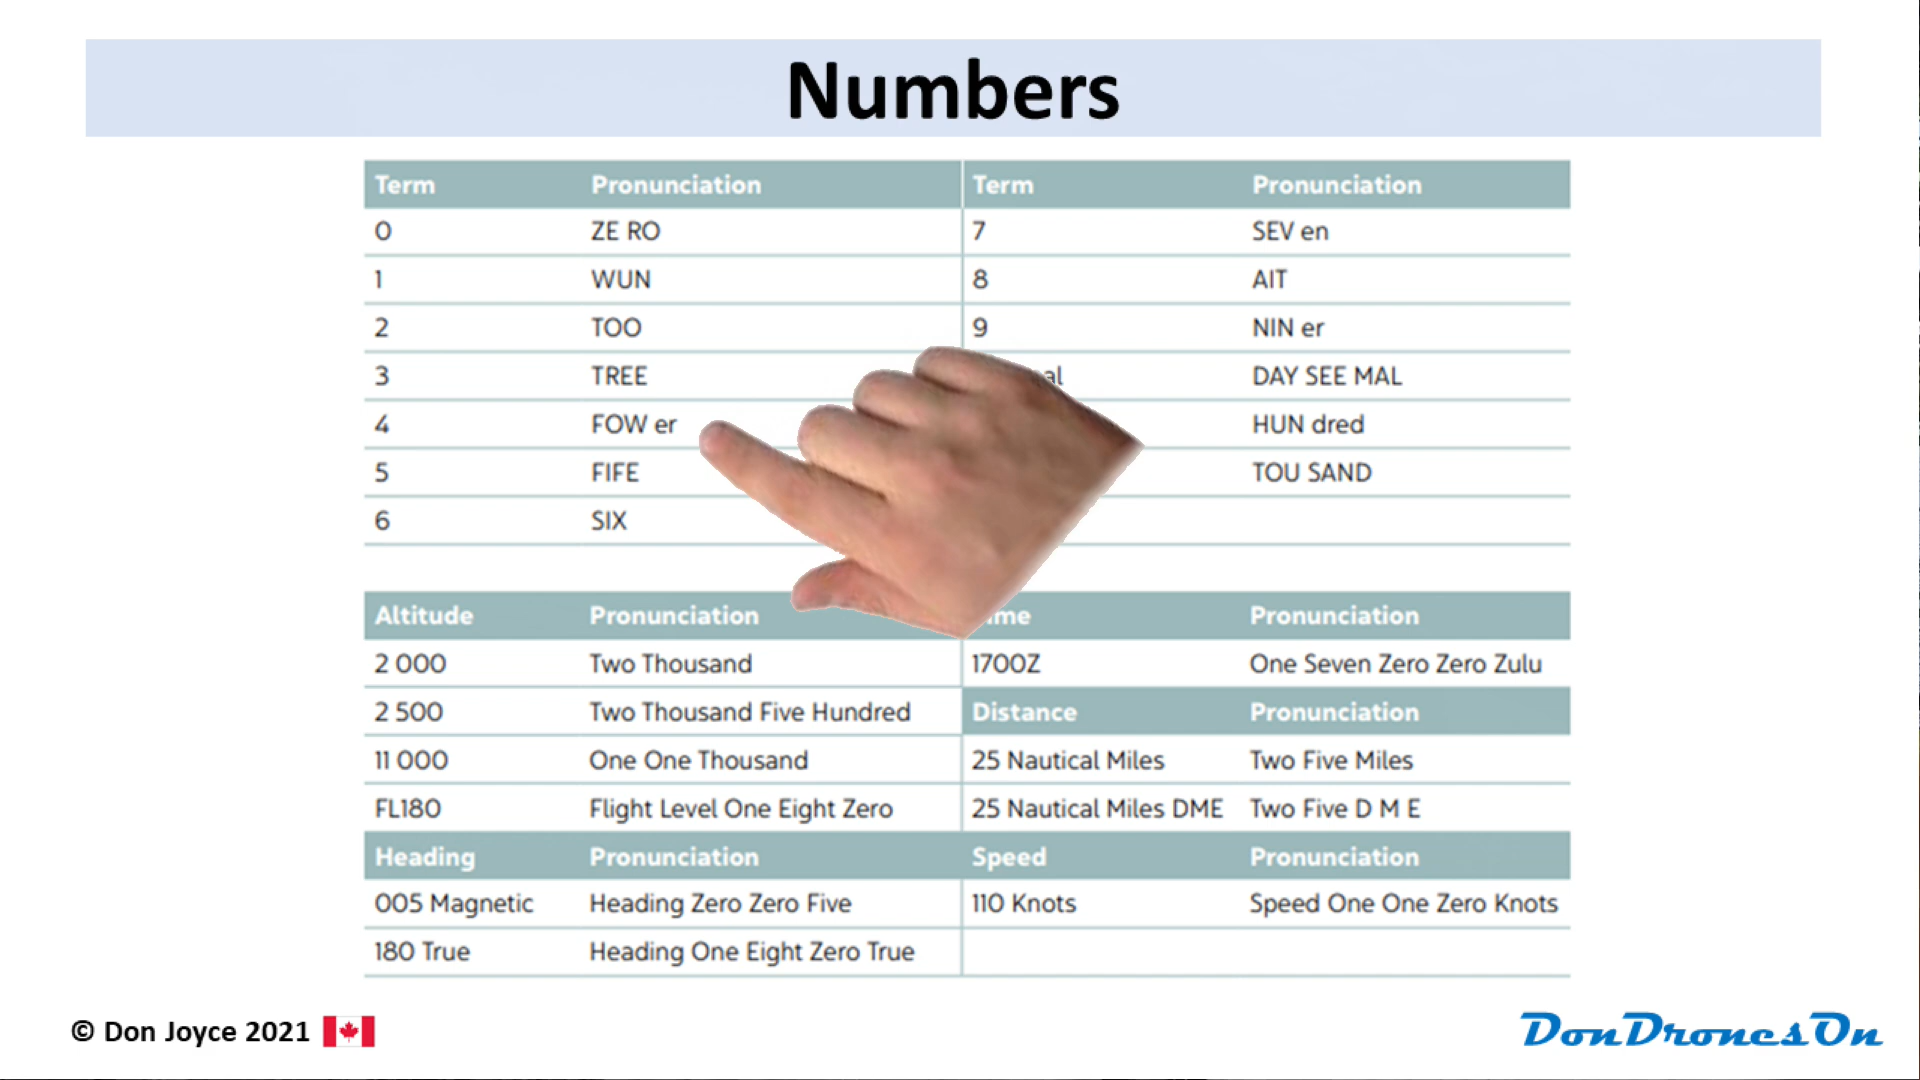 Numbers
Term Pronunciation Term Pronunciation
0 ZE RO 7 SEV en
1 WUN 8 AIT
2 TOO 9 NIN er
3 TREE DAY SEE MAL
4 FOW er HUN dred
5 FIFE TOU SAND
6 SIX
Altitude Pronunciation Pronunciation
2 000 Two Thousand 1700Z One Seven Zero Zero Zulu
2 500 Two Thousand Five Hundred Distance Pronunciation
11 000 One One Thousand 25 Nautical Miles Two Five Miles
FL180 Flight Level One Eight Zero 25 Nautical Miles DME Two Five D M E
Heading Pronunciation Speed Pronunciation
005 Magnetic Heading Zero Zero Five 110 Knots Speed One One Zero Knots
180 True Heading One Eight Zero True
© Don Joyce 2021
DonDronesOn